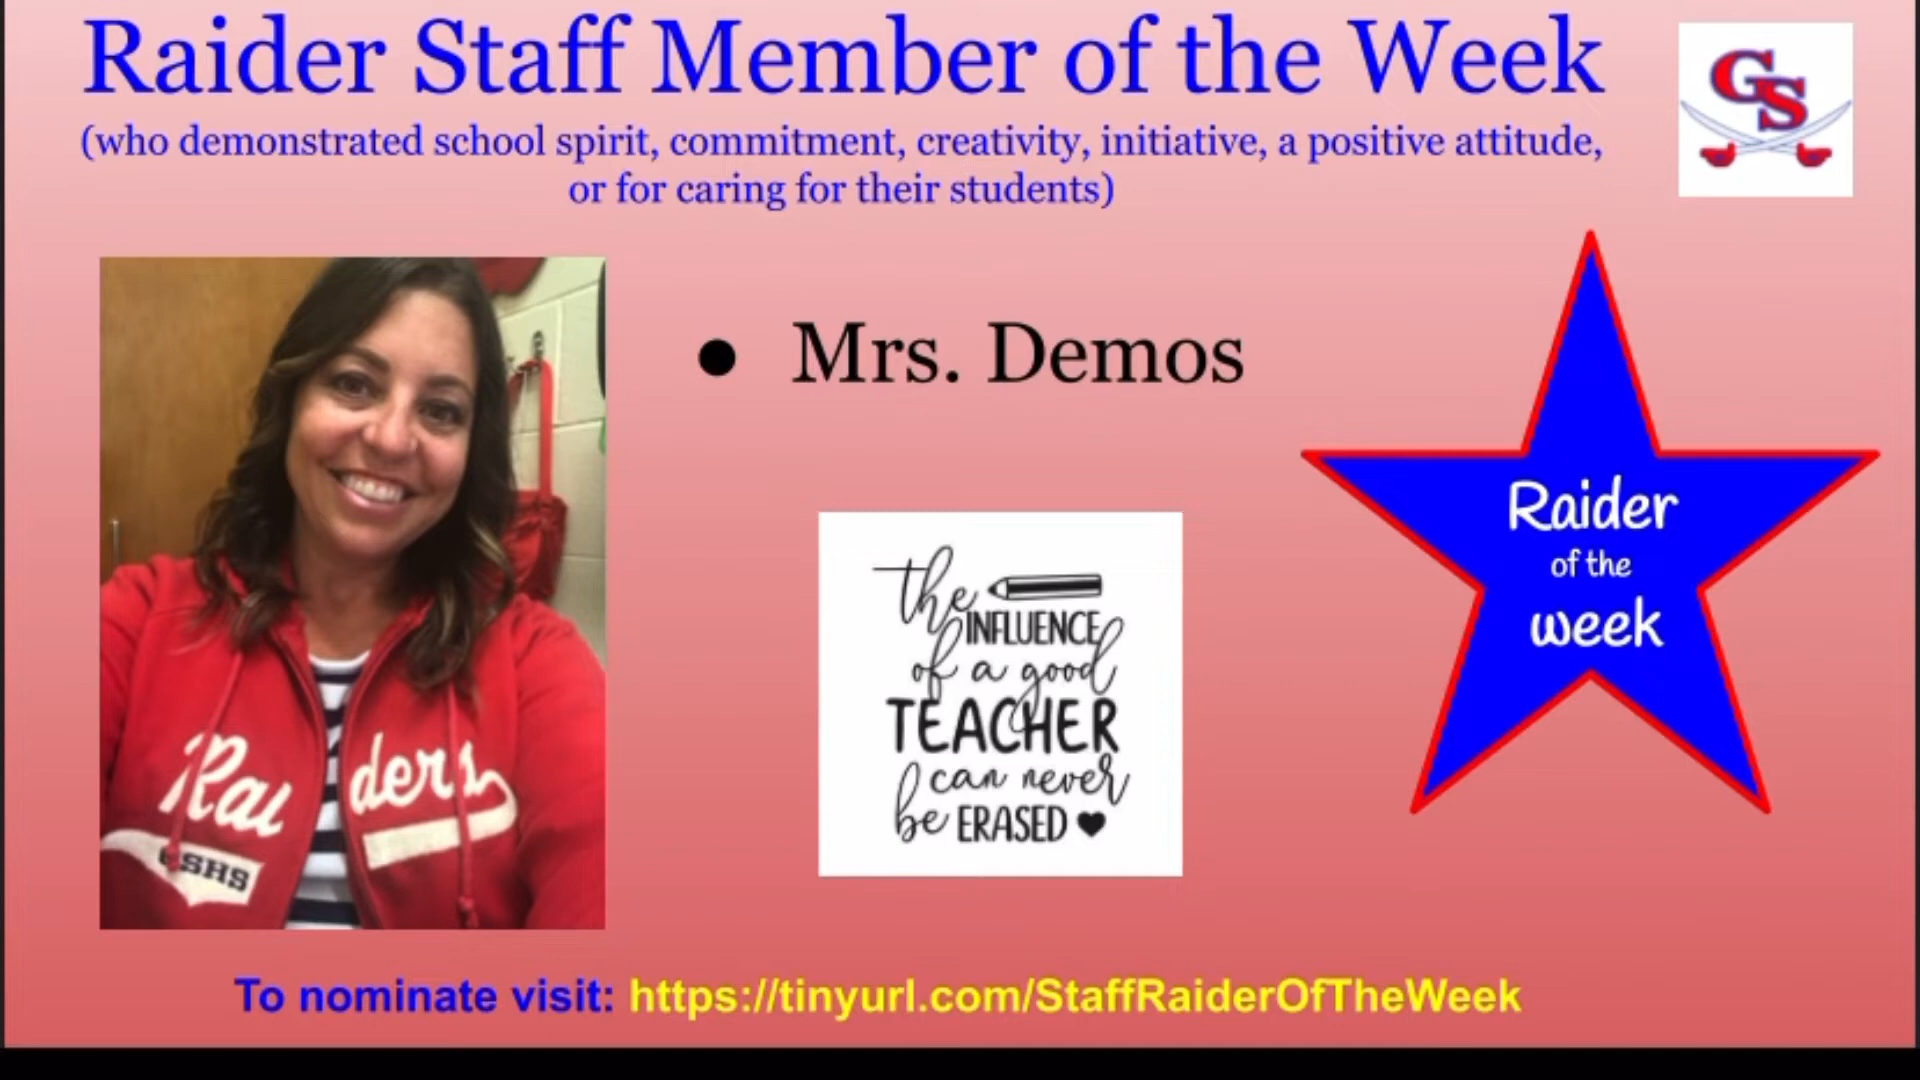 Raider Staff Member of the Week
GS
(who demonstrated school spirit, commitment, creativity, initiative, a positive attitude,
or for caring for their students)
● Mrs. Demos
Raiders
GSHS
the
INFLUENCE
of a good
TEACHER
can never
be ERASED
Raider
of the
week
To nominate visit: https://tinyurl.com/StaffRaiderOfTheWeek